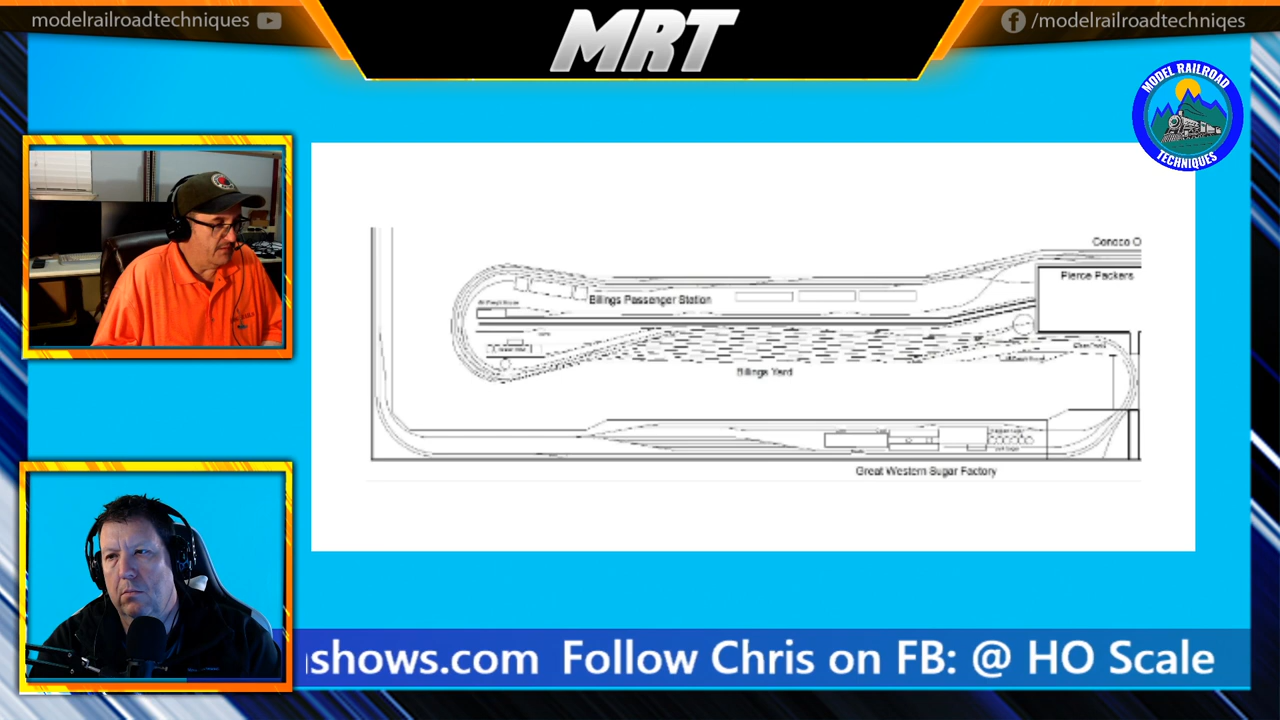 modelrailroadtechniques
MRT
/modelrailroadtechniqes
MODEL RAILROAD
TECHNIQUES
Conoco O
Pierce Packers
Billings Passenger Station
Billings Yard
Great Western Sugar Factory
shows.com Follow Chris on FB: @ HO Scale